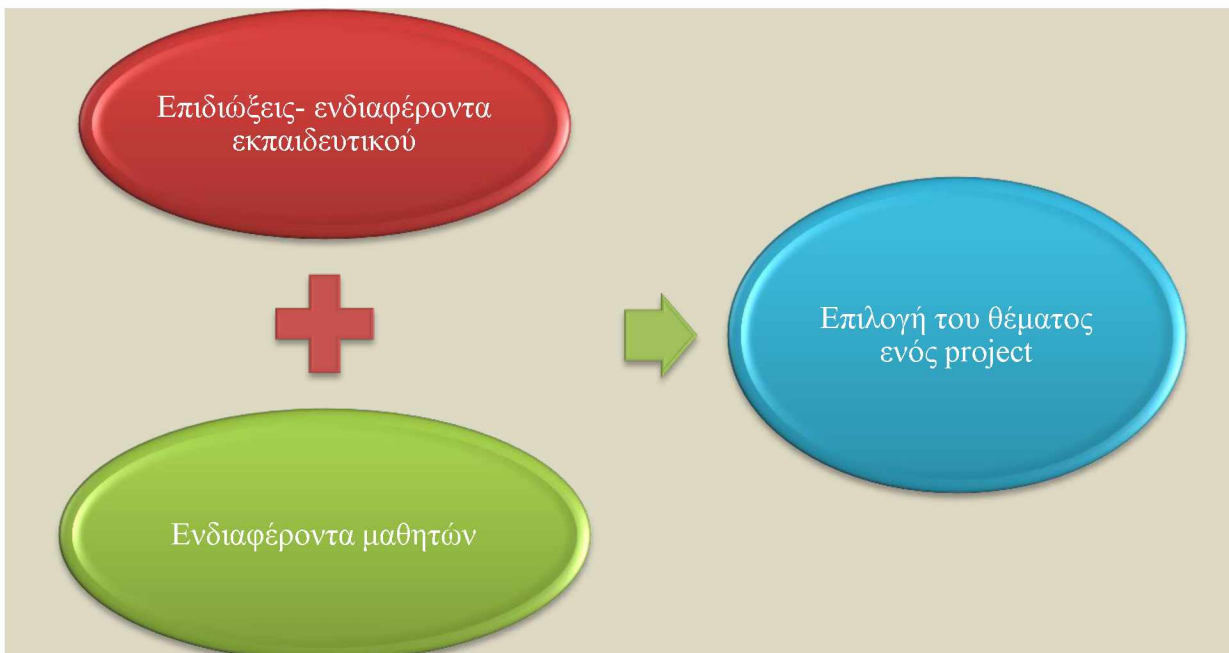 Επιδιώξεις- ενδιαφέροντα
εκπαιδευτικού
Ενδιαφέροντα μαθητών
Επιλογή του θέματος
ενός project